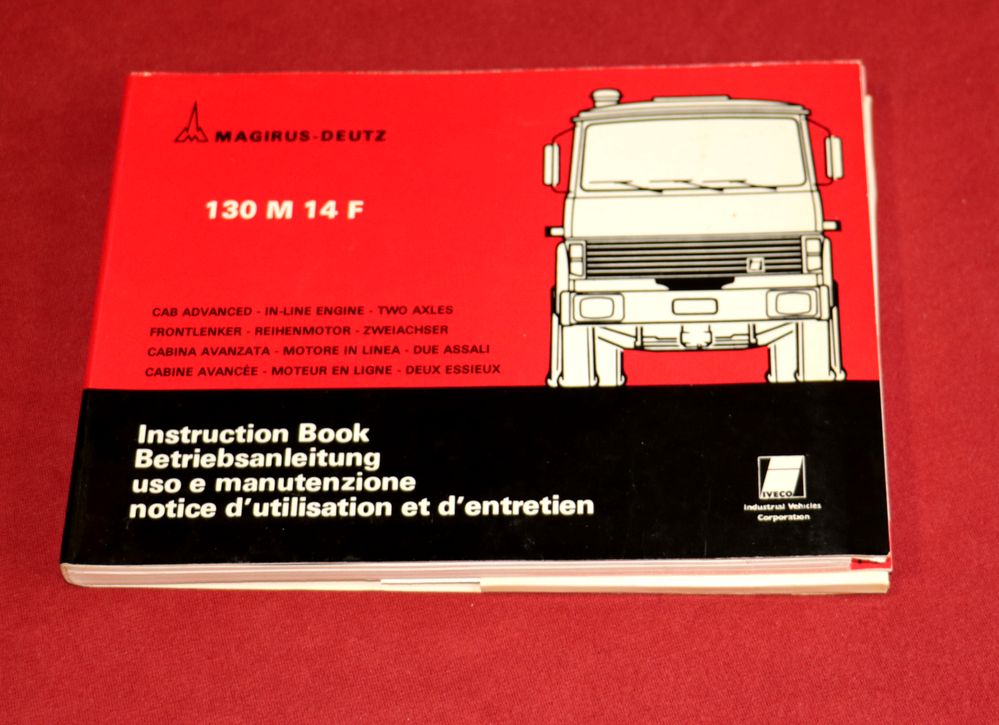 MAGIRUS-DEUTZ
130 M 14 F
CAB ADVANCED - IN-LINE ENGINE - TWO AXLES
FRONTLENKER - REIHENMOTOR - ZWEIACHSER
CABINA AVANZATA - MOTORE IN LINEA - DUE ASSALI
CABINE AVANCÉE - MOTEUR EN LIGNE - DEUX ESSIEUX
Instruction Book
Betriebsanleitung
uso e manutenzione
notice d'utilisation et d'entretien
IVECO
Industrial Vehicles
Corporation